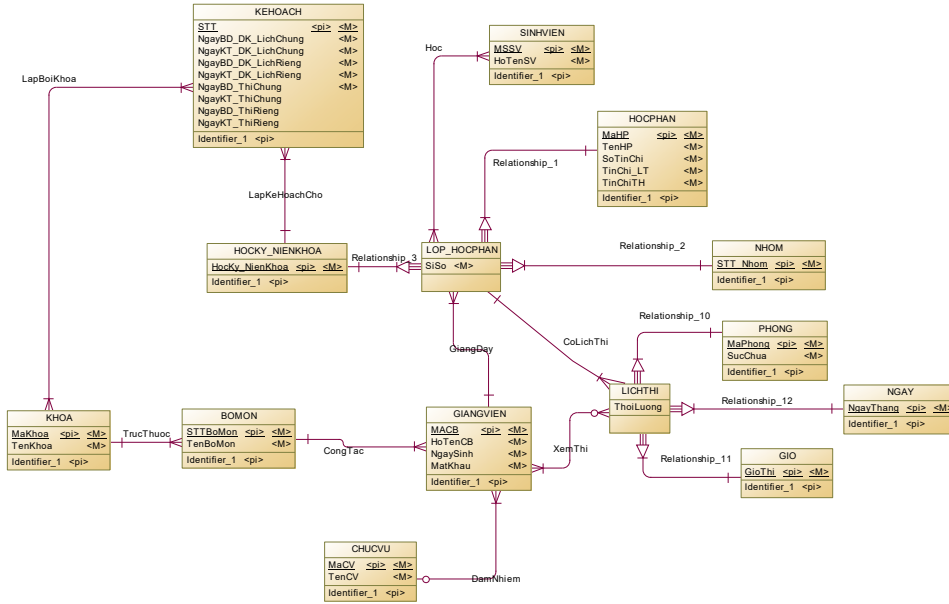 KEHOACH
STT <pi> <M>
NgayBD_DK_LichChung <M>
NgayKT_DK_LichChung <M>
NgayBD_DK_LichRieng <M>
NgayKT_DK_LichRieng <M>
NgayBD_ThiChung <M>
NgayKT_ThiChung
NgayBD_ThiRieng
NgayKT_ThiRieng
Identifier_1 <pi>
Hoc
SINHVIEN
MSSV <pi> <M>
HoTenSV <M>
Identifier_1 <pi>
LapBoiKhoa
HOCPHAN
MaHP <pi> <M>
TenHP <M>
SoTinChi <M>
TinChi_LT <M>
TinChiTH <M>
Identifier_1 <pi>
Relationship_1
LapKeHoachCho
HOCKY_NIENKHOA
HocKy_NienKhoa <pi> <M>
Identifier_1 <pi>
Relationship_3
LOP_HOCPHAN
SiSo <M>
Relationship_2
NHOM
STT_Nhom <pi> <M>
Identifier_1 <pi>
GiangDay
CoLichThi
Relationship_10
PHONG
MaPhong <pi> <M>
SucChua <M>
Identifier_1 <pi>
LICHTHI
ThoiLuong
Relationship_12
NGAY
NgayThang <pi> <M>
Identifier_1 <pi>
KHOA
MaKhoa <pi> <M>
TenKhoa <M>
Identifier_1 <pi>
TrucThuoc
BOMON
STTBoMon <pi> <M>
TenBoMon <M>
Identifier_1 <pi>
CongTac
GIANGVIEN
MACB <pi> <M>
HoTenCB <M>
NgaySinh <M>
MatKhau <M>
Identifier_1 <pi>
XemThi
Relationship_11
GIO
GioThi <pi> <M>
Identifier_1 <pi>
CHUCVU
MaCV <pi> <M>
TenCV <M>
Identifier_1 <pi>
DamNhiem